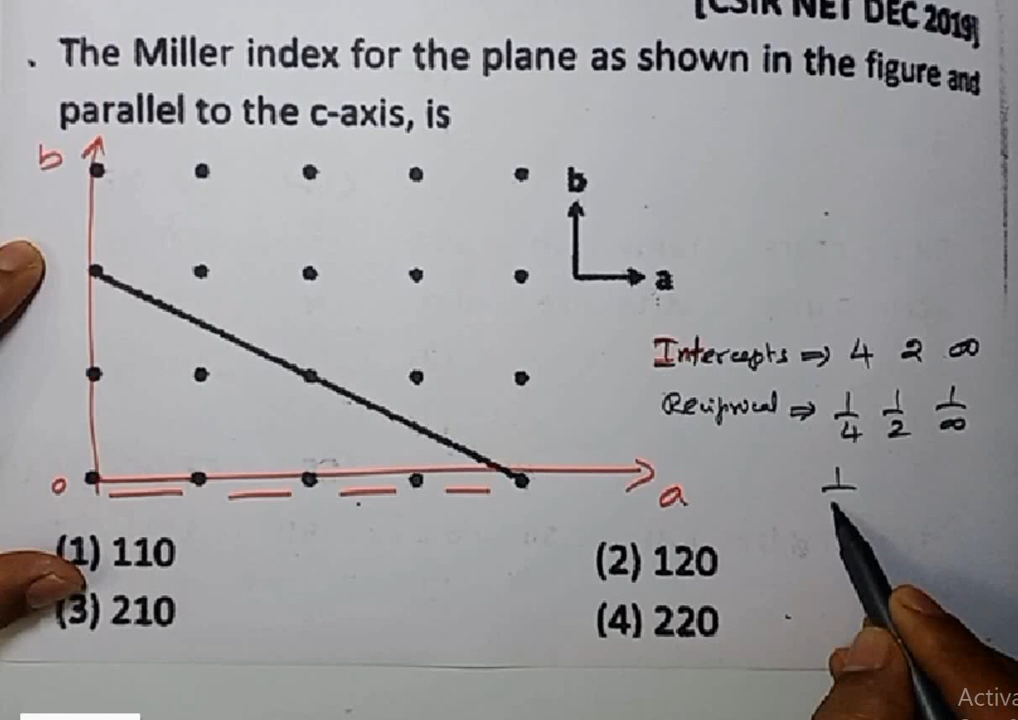 [CSIR NET DEC 2019]
. The Miller index for the plane as shown in the figure and
parallel to the c-axis, is
b
b
a
Intercepts ⇒ 4 2 ∞
Reciprocal ⇒ 1/4 1/2 1/∞
1
o
a
(1) 110
(2) 120
(3) 210
(4) 220
Activa